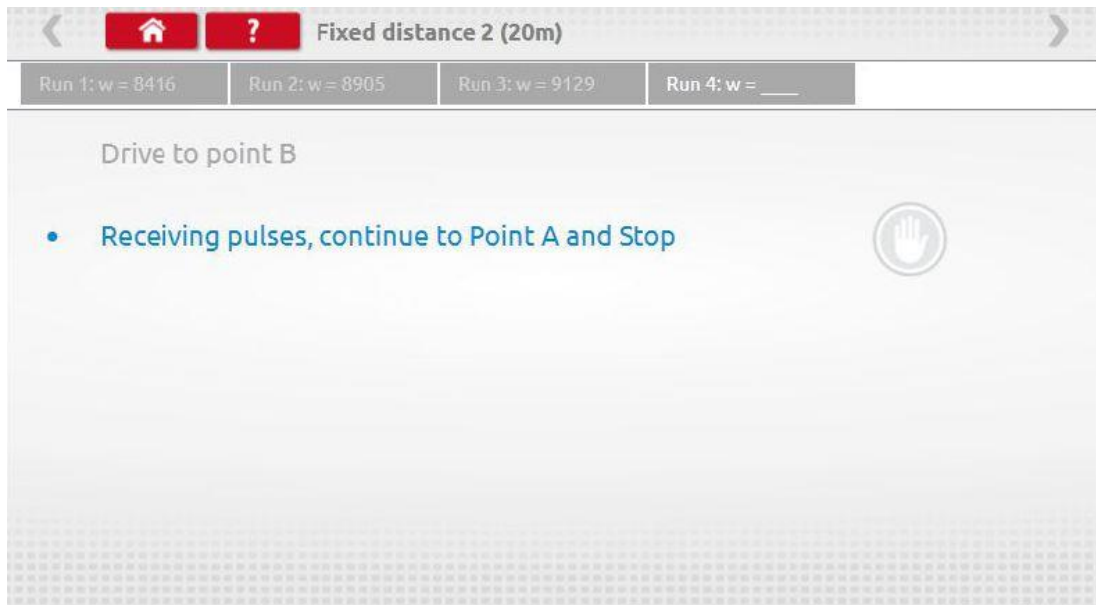 ? Fixed distance 2 (20m)
Run 1: w = 8416 Run 2: w = 8905 Run 3: w = 9129 Run 4: w = ____
Drive to point B
• Receiving pulses, continue to Point A and Stop